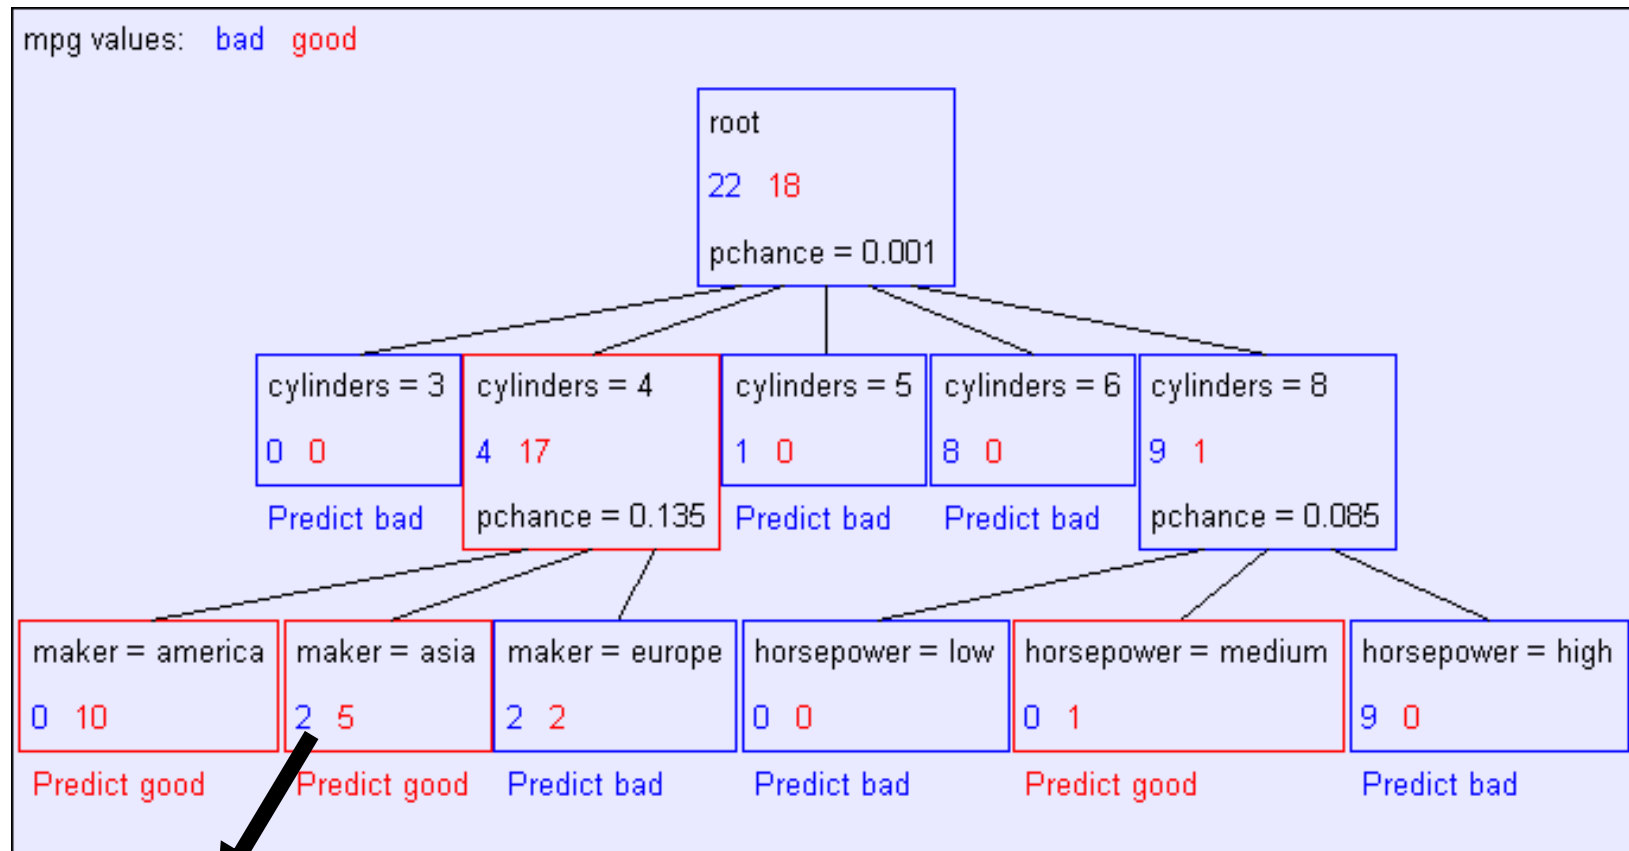 mpg values: bad good
root
22 18
pchance = 0.001
cylinders = 3 cylinders = 4 cylinders = 5 cylinders = 6 cylinders = 8
0 0 4 17 1 0 8 0 9 1
Predict bad pchance = 0.135 Predict bad Predict bad pchance = 0.085
maker = america maker = asia maker = europe horsepower = low horsepower = medium horsepower = high
0 10 2 5 2 2 0 0 0 1 9 0
Predict good Predict good Predict bad Predict bad Predict good Predict bad